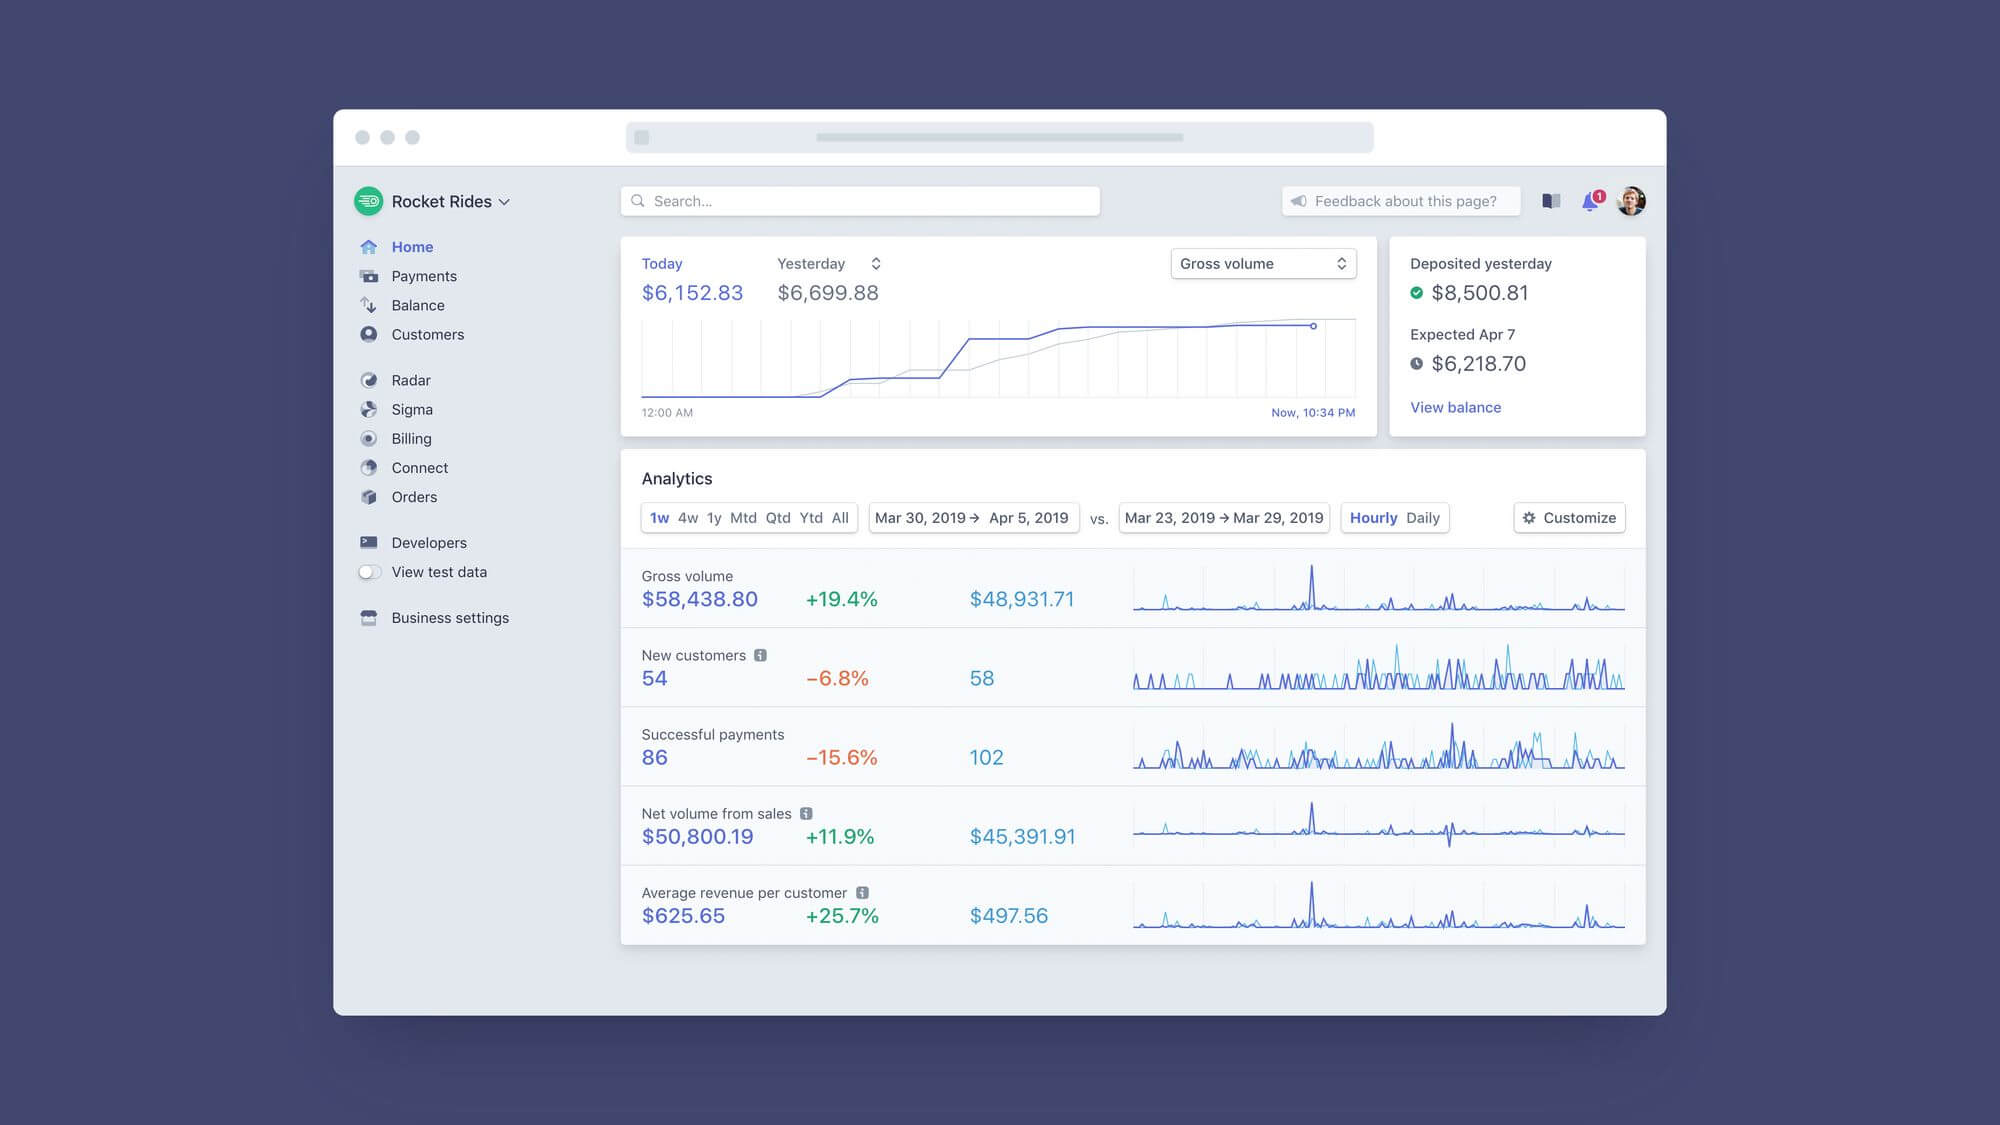 Rocket Rides
Search...
Feedback about this page?
1
Home
Payments
Balance
Customers
Radar
Sigma
Billing
Connect
Orders
Developers
View test data
Business settings
Today
Yesterday
Gross volume
$6,152.83
$6,699.88
12:00 AM
Now, 10:34 PM
Deposited yesterday
$8,500.81
Expected Apr 7
$6,218.70
View balance
Analytics
1w 4w 1y Mtd Qtd Ytd All
Mar 30, 2019 → Apr 5, 2019
vs.
Mar 23, 2019 → Mar 29, 2019
Hourly Daily
Customize
Gross volume
$58,438.80 +19.4% $48,931.71
New customers
54 −6.8% 58
Successful payments
86 −15.6% 102
Net volume from sales
$50,800.19 +11.9% $45,391.91
Average revenue per customer
$625.65 +25.7% $497.56